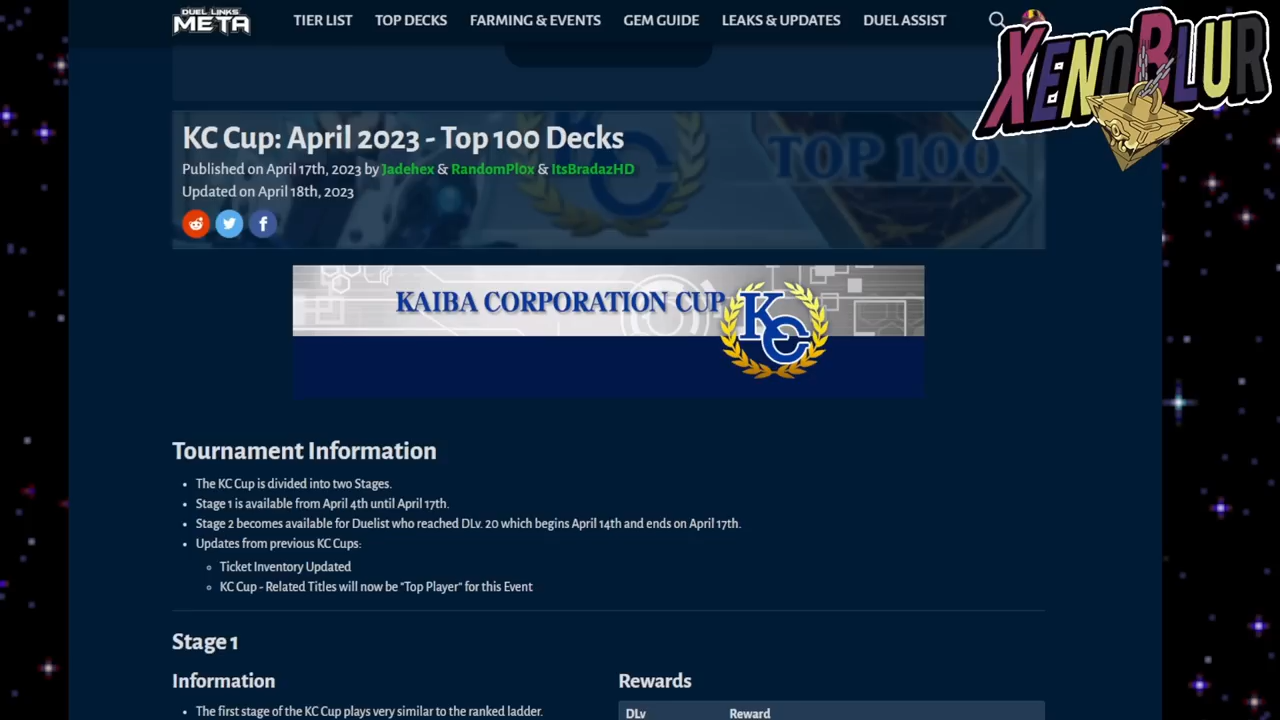 DUEL LINKS
META
TIER LIST
TOP DECKS
FARMING & EVENTS
GEM GUIDE
LEAKS & UPDATES
DUEL ASSIST
XENOBLUR
KC Cup: April 2023 - Top 100 Decks
TOP 100
Published on April 17th, 2023 by Jadehex & RandomPl0x & ItsBradazHD
Updated on April 18th, 2023
KAIBA CORPORATION CUP
KC
Tournament Information
• The KC Cup is divided into two Stages.
• Stage 1 is available from April 4th until April 17th.
• Stage 2 becomes available for Duelist who reached DLv. 20 which begins April 14th and ends on April 17th.
• Updates from previous KC Cups:
◦ Ticket Inventory Updated
◦ KC Cup - Related Titles will now be "Top Player" for this Event
Stage 1
Information
Rewards
• The first stage of the KC Cup plays very similar to the ranked ladder.
DLv
Reward